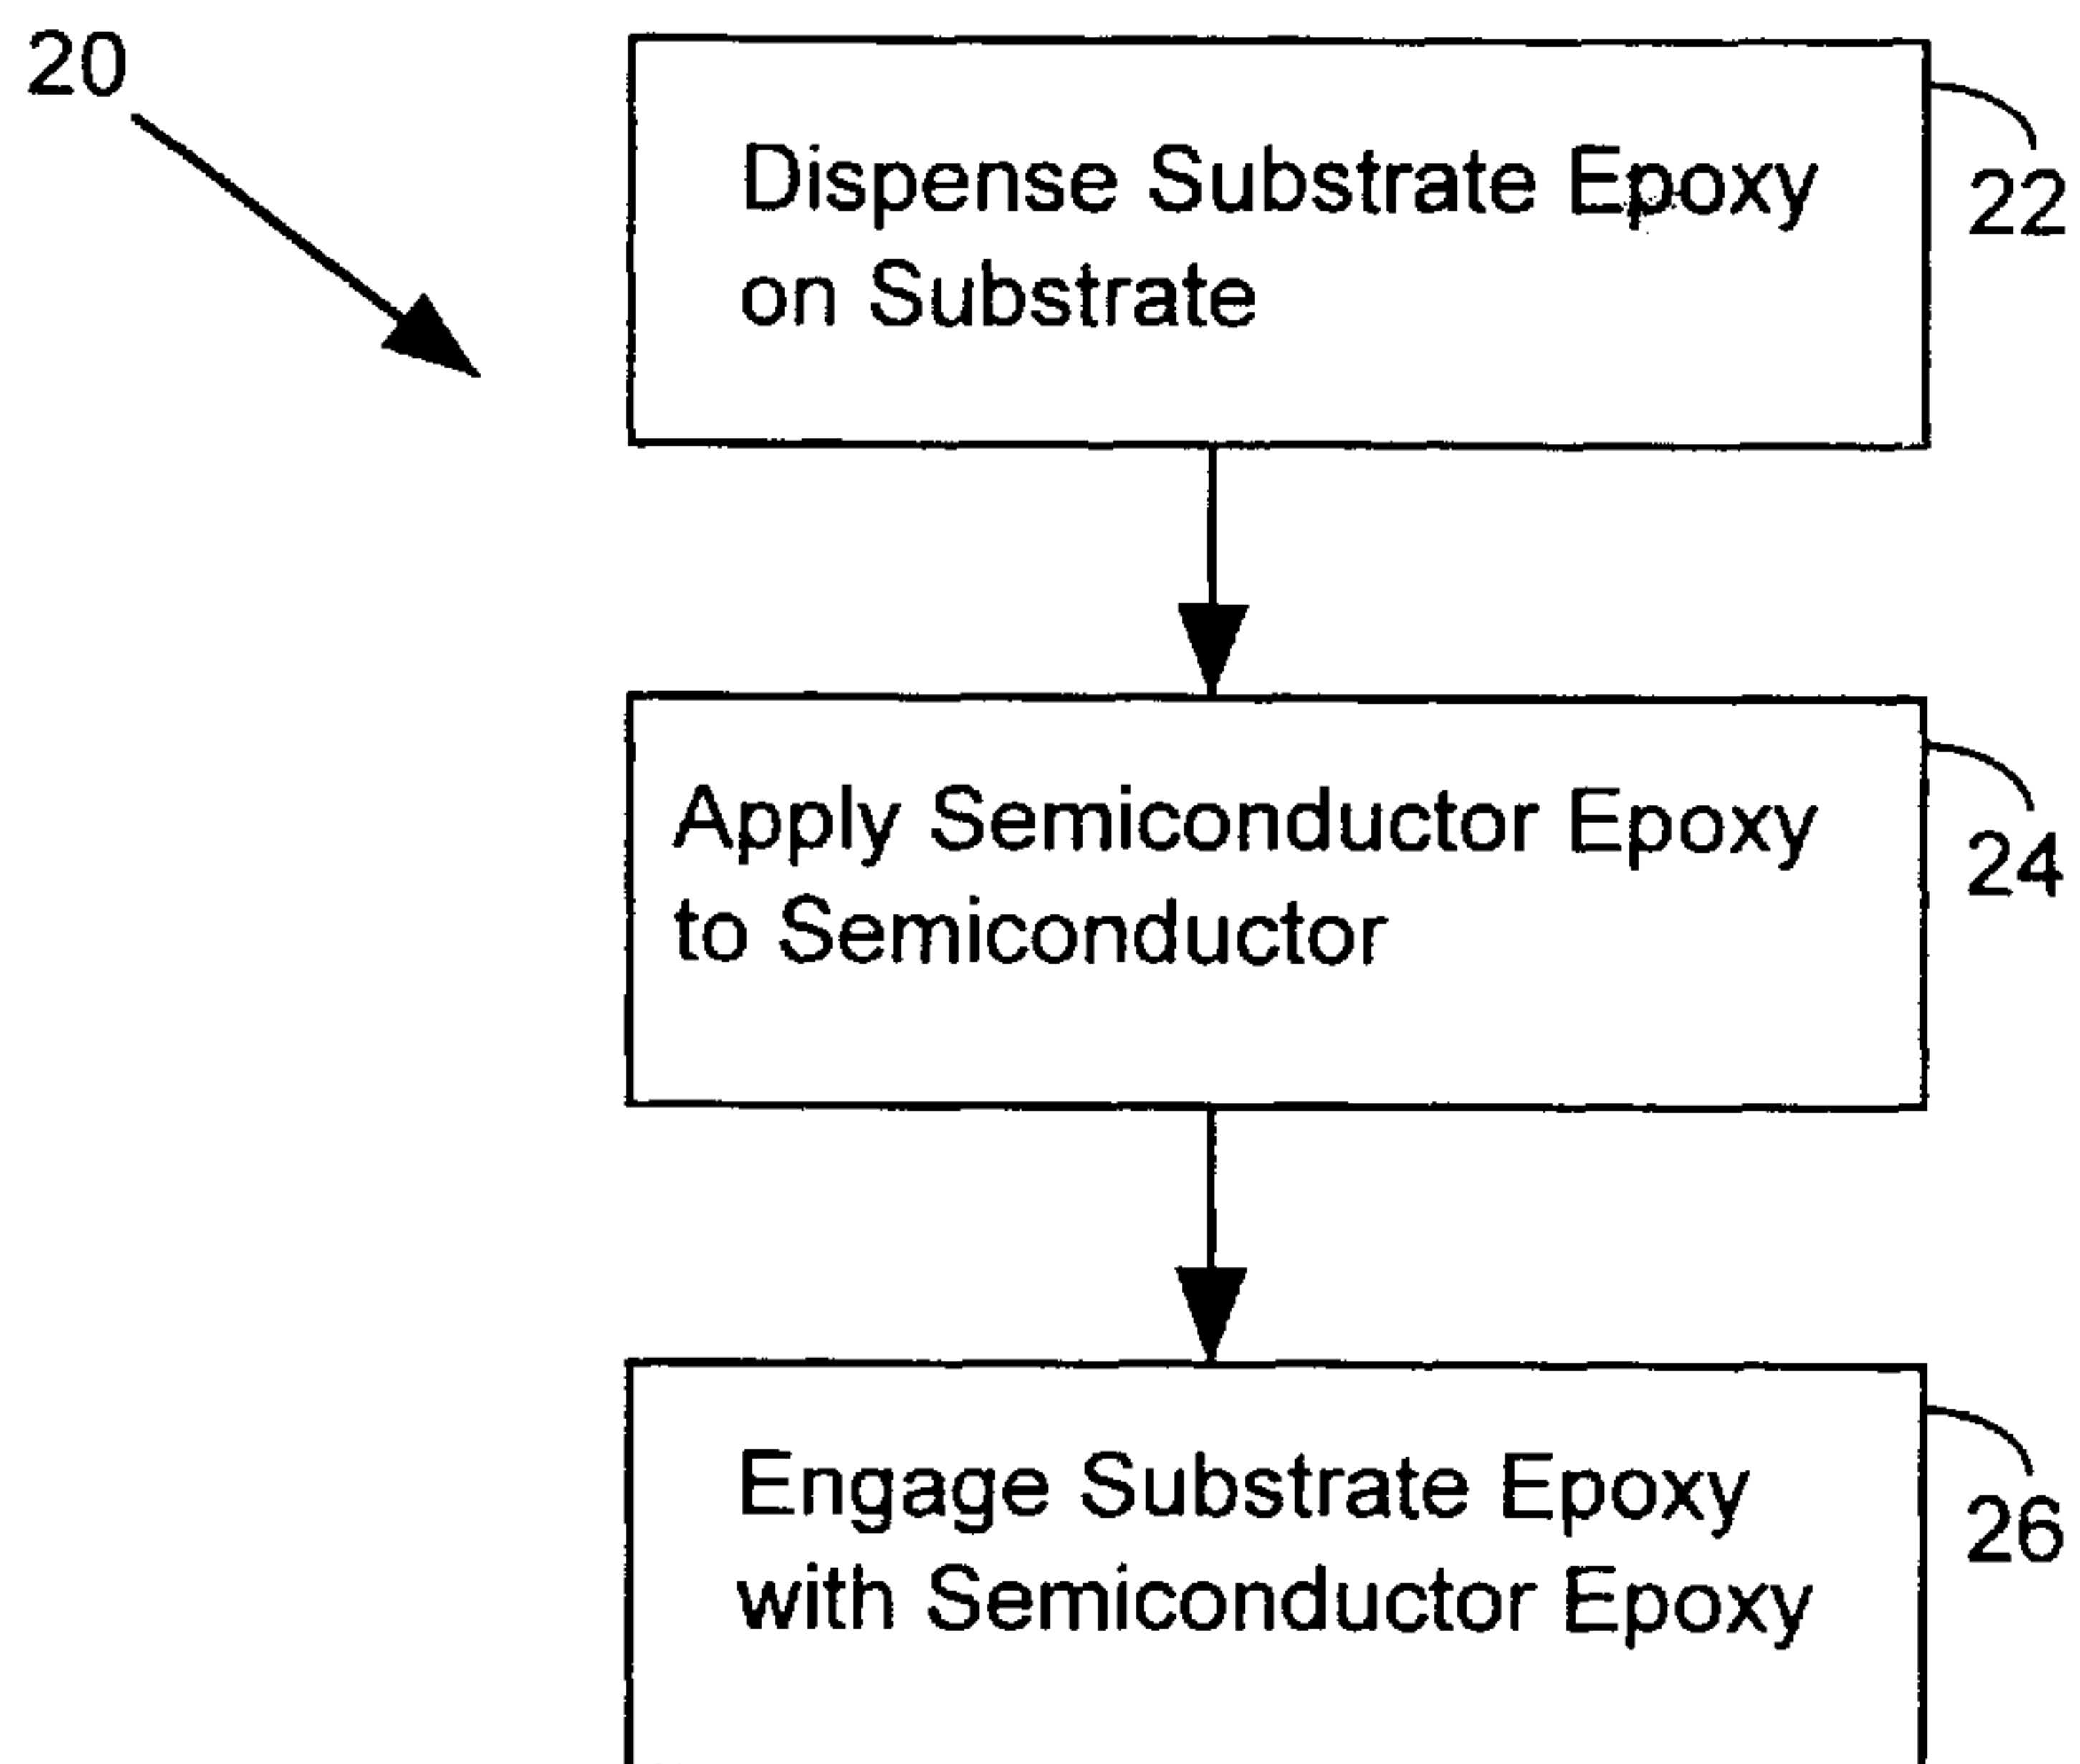 20
Dispense Substrate Epoxy
on Substrate
22
Apply Semiconductor Epoxy
to Semiconductor
24
Engage Substrate Epoxy
with Semiconductor Epoxy
26